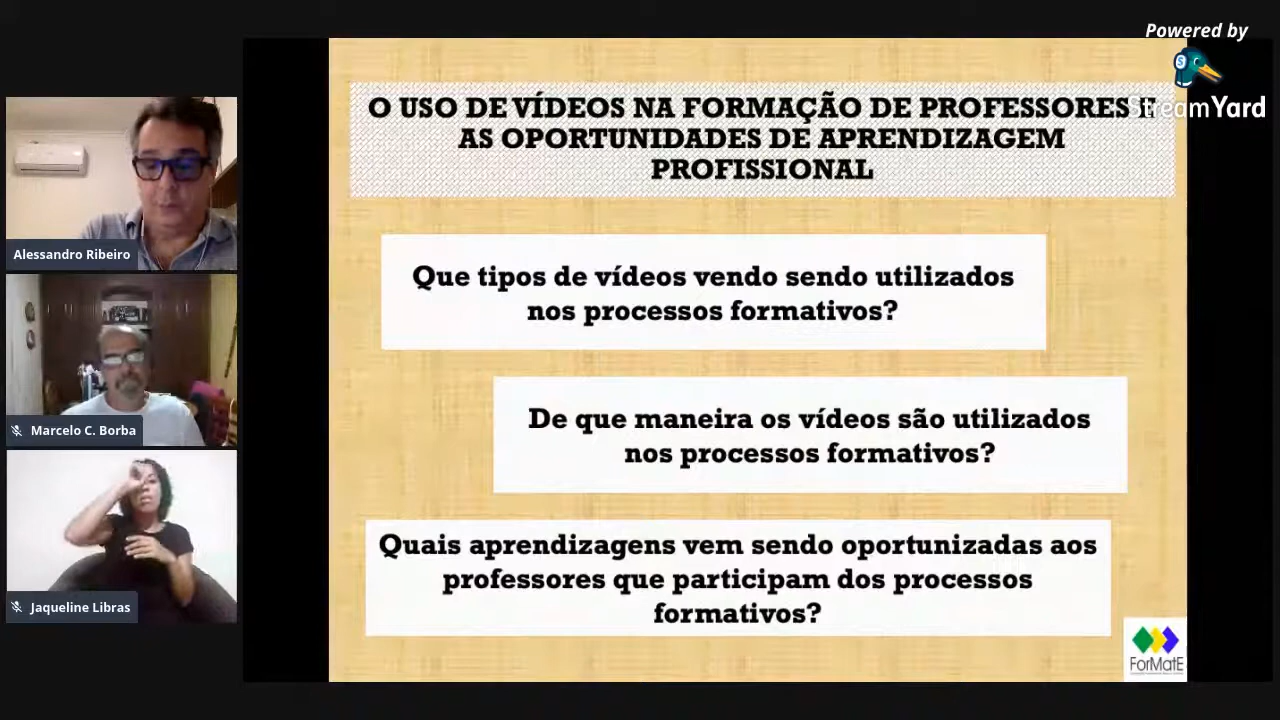 Powered by
StreamYard
O USO DE VÍDEOS NA FORMAÇÃO DE PROFESSORES E
AS OPORTUNIDADES DE APRENDIZAGEM
PROFISSIONAL
Que tipos de vídeos vendo sendo utilizados
nos processos formativos?
De que maneira os vídeos são utilizados
nos processos formativos?
Quais aprendizagens vem sendo oportunizadas aos
professores que participam dos processos
formativos?
ForMatE
Alessandro Ribeiro
Marcelo C. Borba
Jaqueline Libras